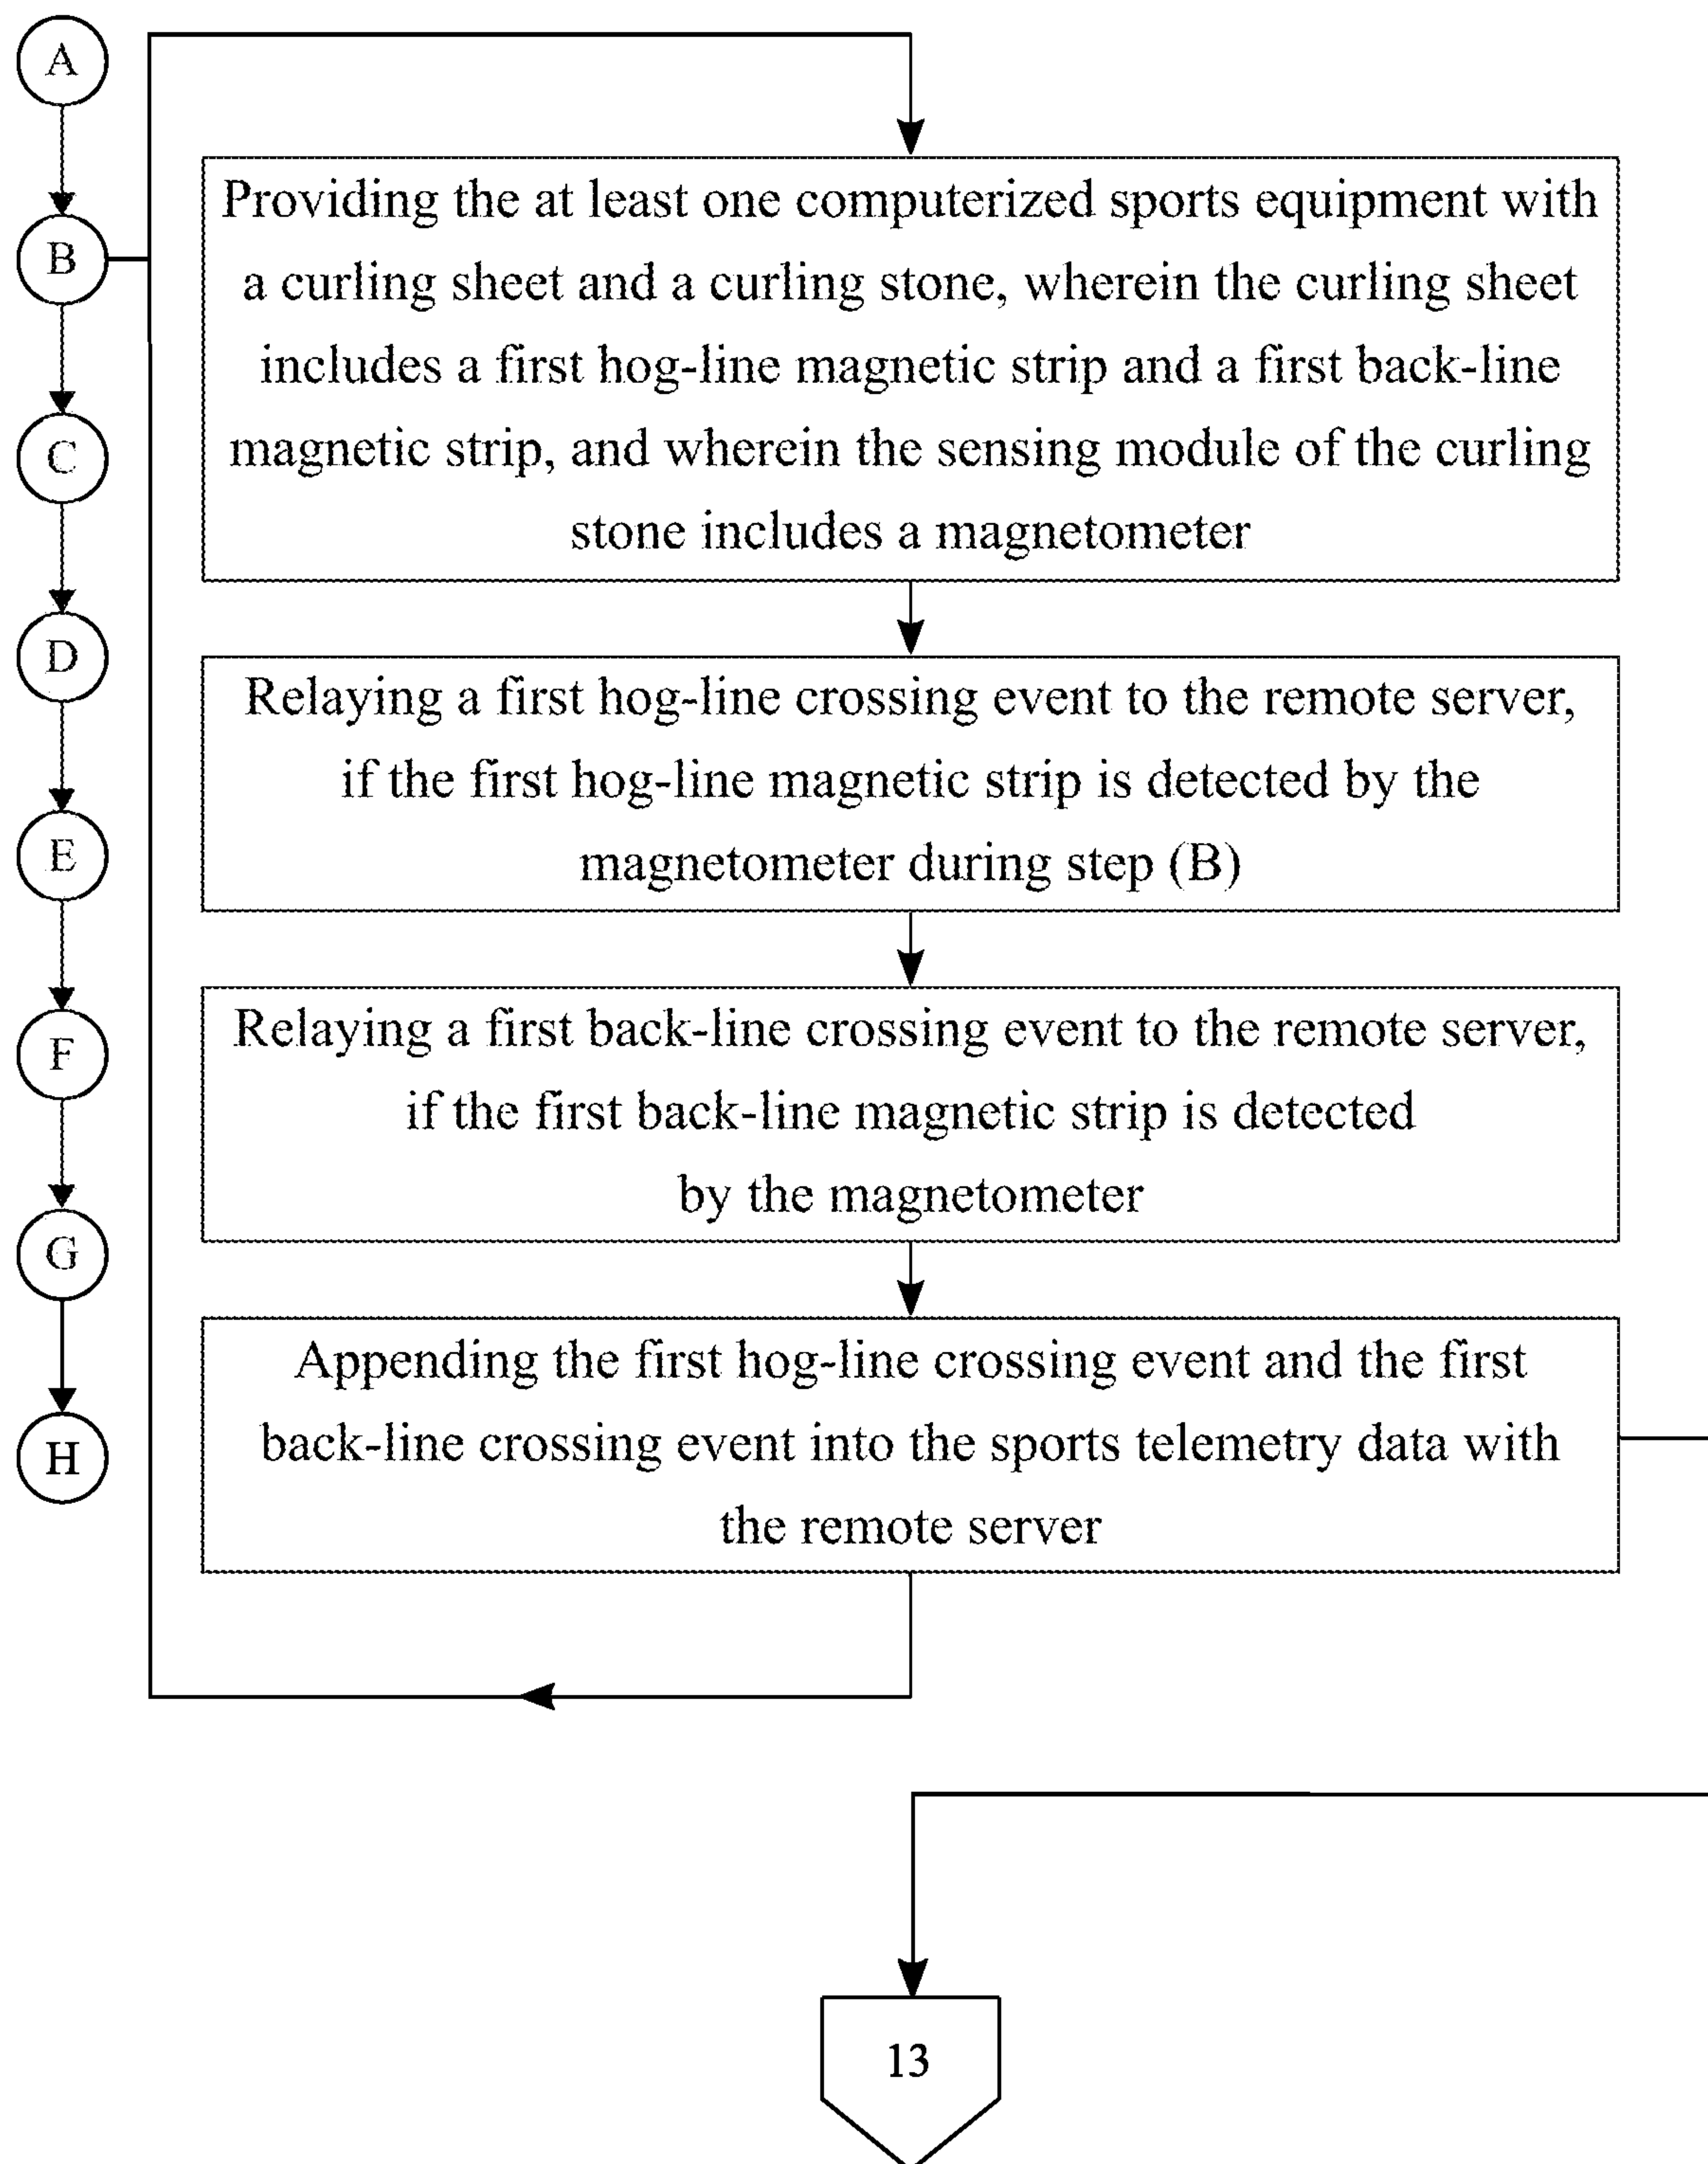 A
B
C
D
E
F
G
H
Providing the at least one computerized sports equipment with
a curling sheet and a curling stone, wherein the curling sheet
includes a first hog-line magnetic strip and a first back-line
magnetic strip, and wherein the sensing module of the curling
stone includes a magnetometer
Relaying a first hog-line crossing event to the remote server,
if the first hog-line magnetic strip is detected by the
magnetometer during step (B)
Relaying a first back-line crossing event to the remote server,
if the first back-line magnetic strip is detected
by the magnetometer
Appending the first hog-line crossing event and the first
back-line crossing event into the sports telemetry data with
the remote server
13